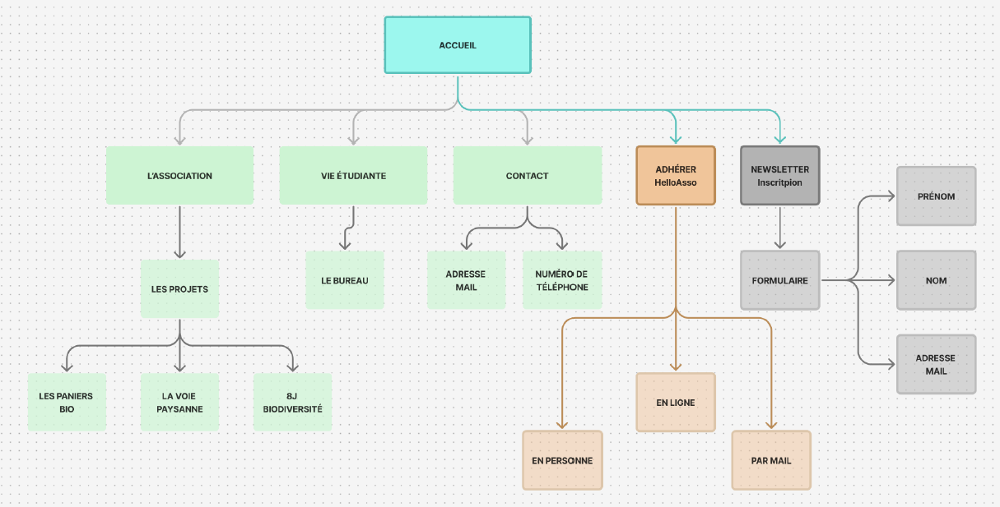 ACCUEIL
L'ASSOCIATION
VIE ÉTUDIANTE
CONTACT
ADHÉRER
HelloAsso
NEWSLETTER
Inscritpion
PRÉNOM
LES PROJETS
LE BUREAU
ADRESSE
MAIL
NUMÉRO DE
TÉLÉPHONE
FORMULAIRE
NOM
ADRESSE
MAIL
LES PANIERS
BIO
LA VOIE
PAYSANNE
8J
BIODIVERSITÉ
EN LIGNE
EN PERSONNE
PAR MAIL